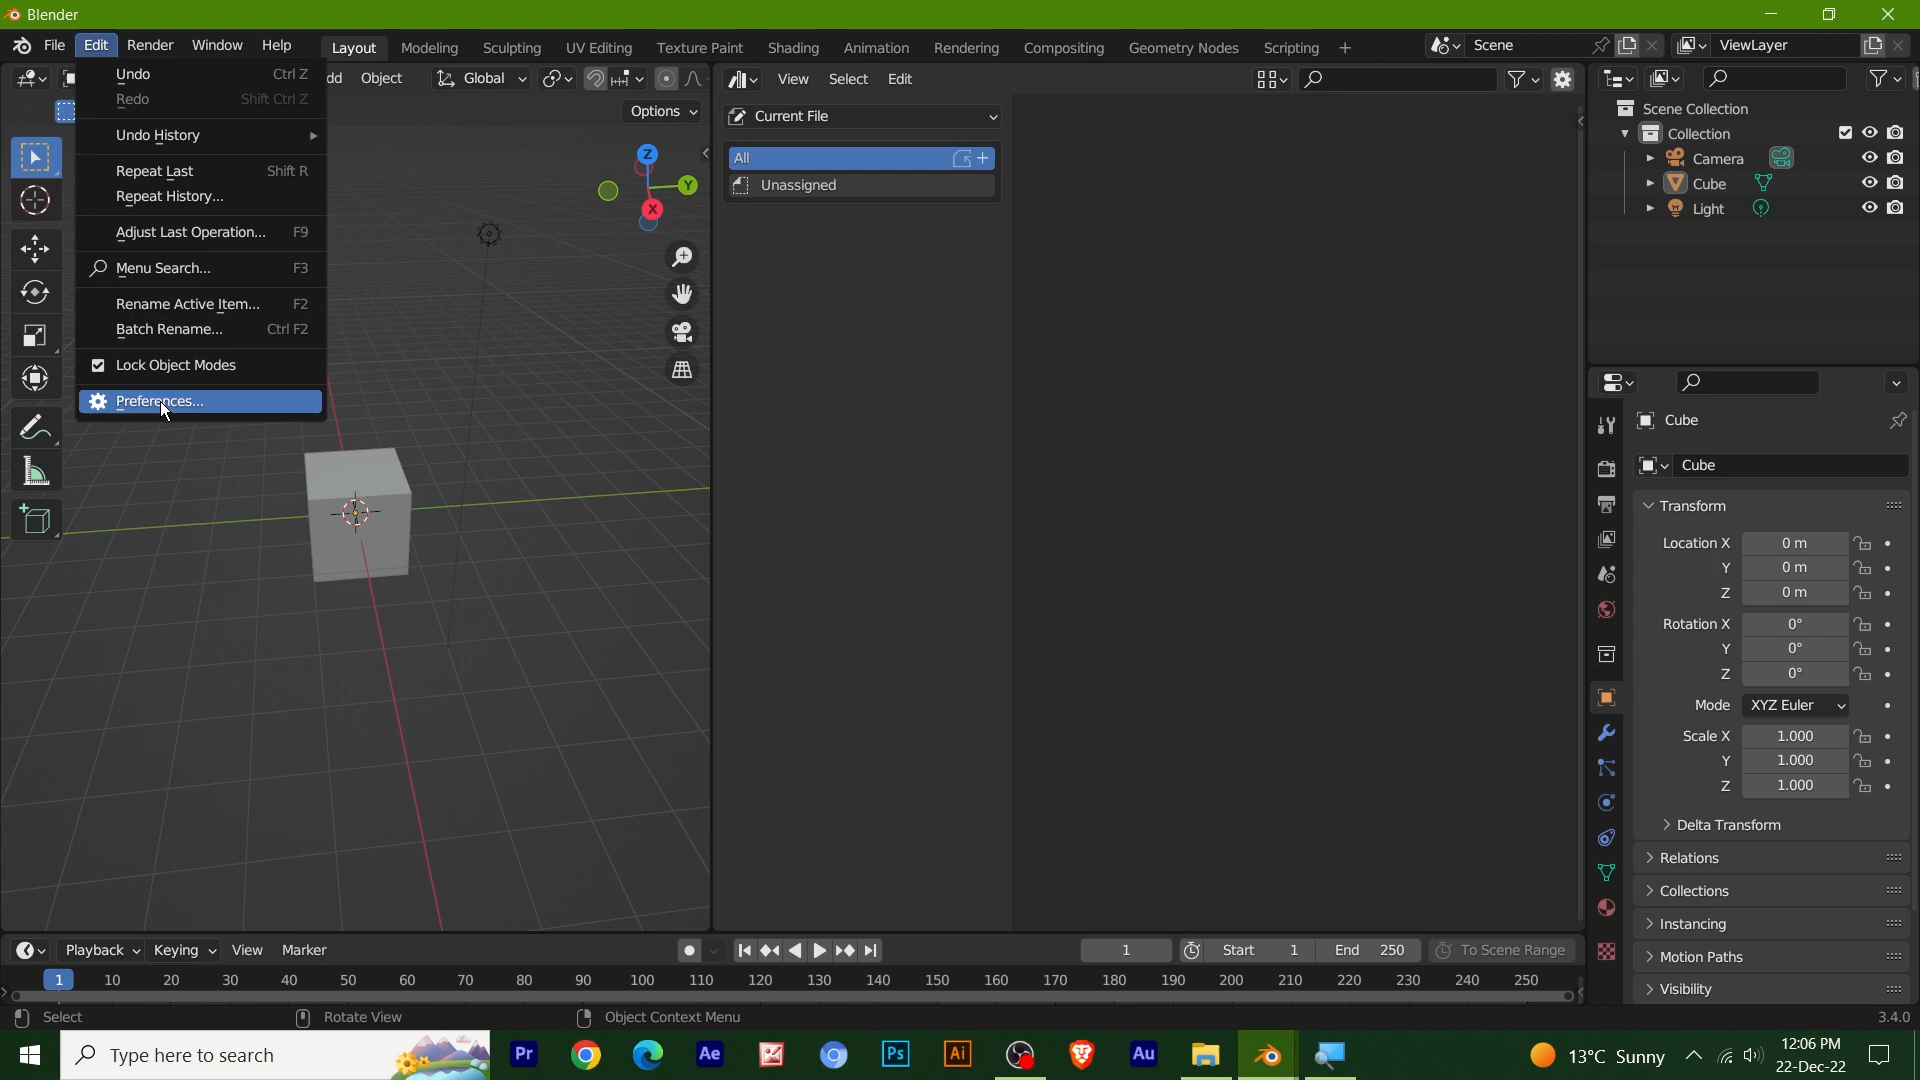 Blender
File Edit Render Window Help Layout Modeling Sculpting UV Editing Texture Paint Shading Animation Rendering Compositing Geometry Nodes Scripting + Scene ViewLayer
dd Object Global View Select Edit
Options
Undo Ctrl Z
Redo Shift Ctrl Z
Undo History
Repeat Last Shift R
Repeat History...
Adjust Last Operation... F9
Menu Search... F3
Rename Active Item... F2
Batch Rename... Ctrl F2
Lock Object Modes
Preferences...
Z
Y
X
Current File
All
Unassigned
Scene Collection
Collection
Camera
Cube
Light
Cube
Cube
Transform
Location X 0 m
Y 0 m
Z 0 m
Rotation X 0°
Y 0°
Z 0°
Mode XYZ Euler
Scale X 1.000
Y 1.000
Z 1.000
Delta Transform
Relations
Collections
Instancing
Motion Paths
Visibility
Playback Keying View Marker 1 Start 1 End 250 To Scene Range
1 10 20 30 40 50 60 70 80 90 100 110 120 130 140 150 160 170 180 190 200 210 220 230 240 250
Select Rotate View Object Context Menu 3.4.0
Type here to search Pr Ae Ps Ai Au 13°C Sunny 12:06 PM
22-Dec-22